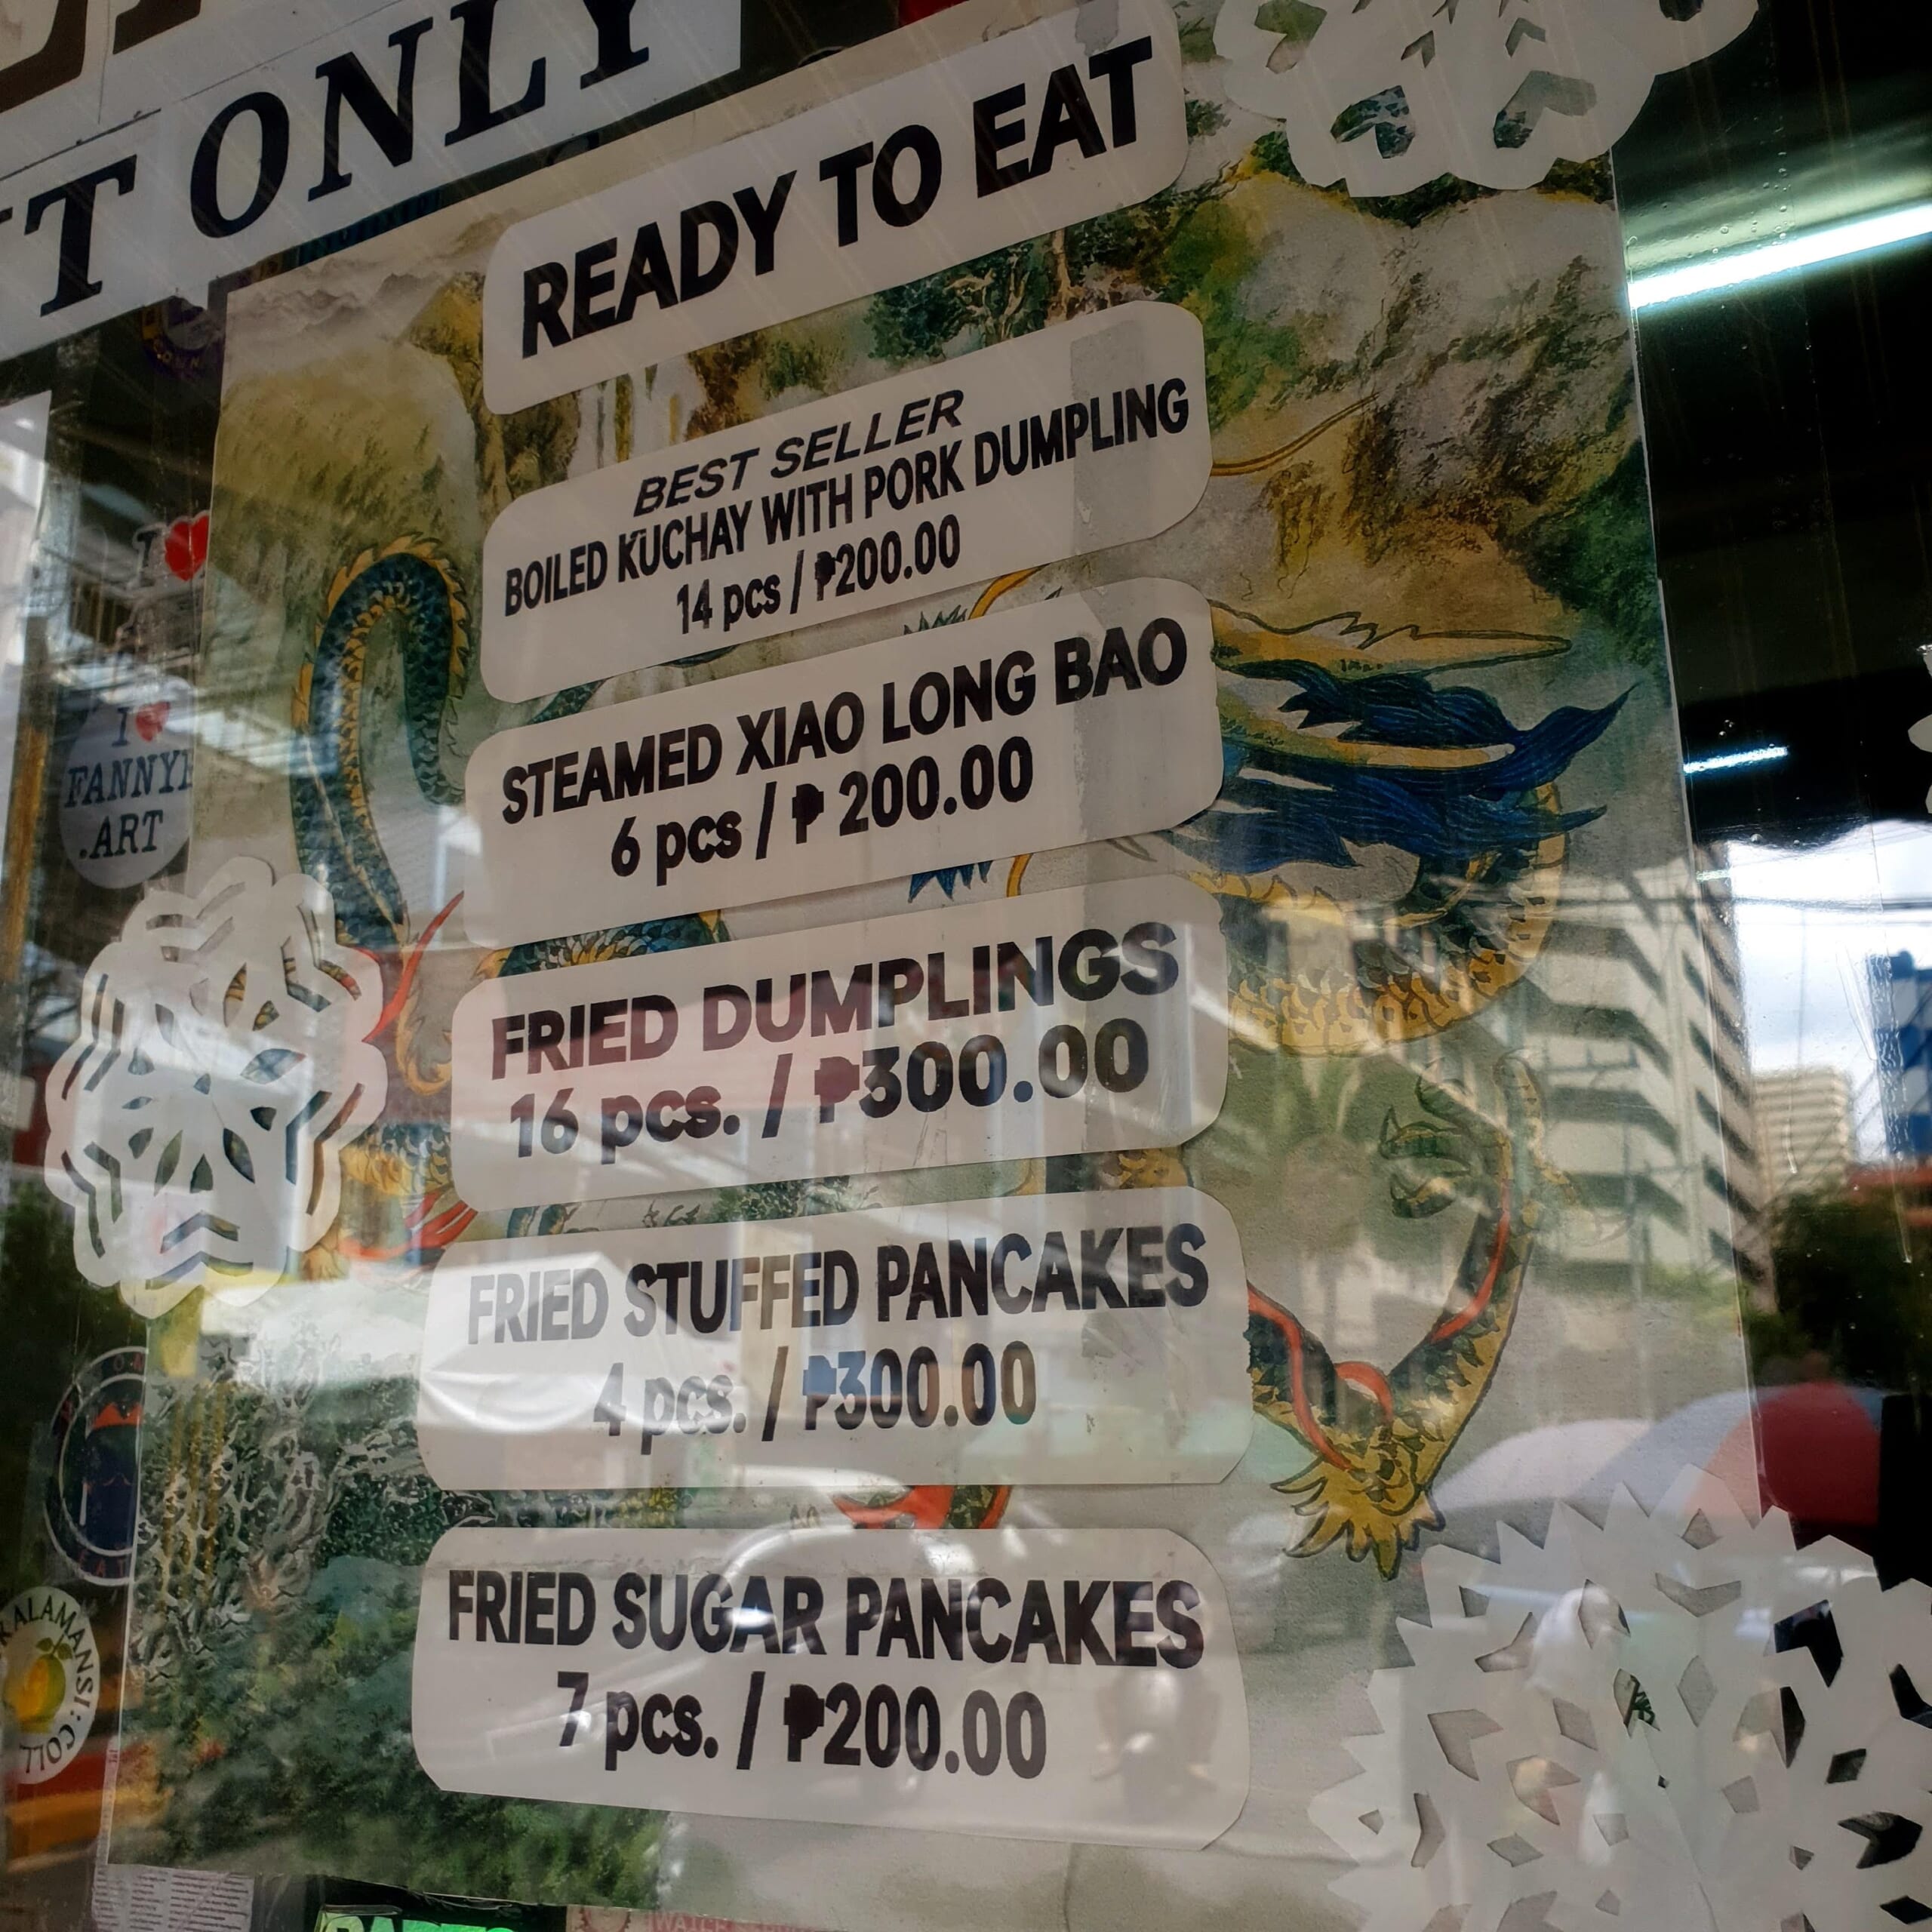 T ONLY
READY TO EAT
BEST SELLER
BOILED KUCHAY WITH PORK DUMPLING
14 pcs / ₱200.00
STEAMED XIAO LONG BAO
6 pcs / ₱ 200.00
FRIED DUMPLINGS
16 pcs. / ₱300.00
FRIED STUFFED PANCAKES
4 pcs. / ₱300.00
FRIED SUGAR PANCAKES
7 pcs. / ₱200.00
I
I
FANNY
.ART
KALAMANSI : COLL